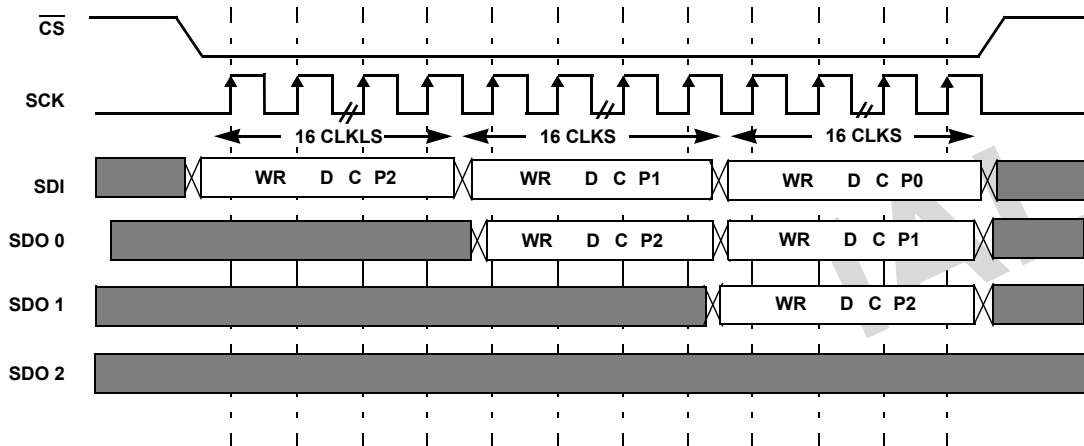 CS
SCK
16 CLKLS 16 CLKS 16 CLKS
SDI WR D C P2 WR D C P1 WR D C P0
SDO 0 WR D C P2 WR D C P1
SDO 1 WR D C P2
SDO 2